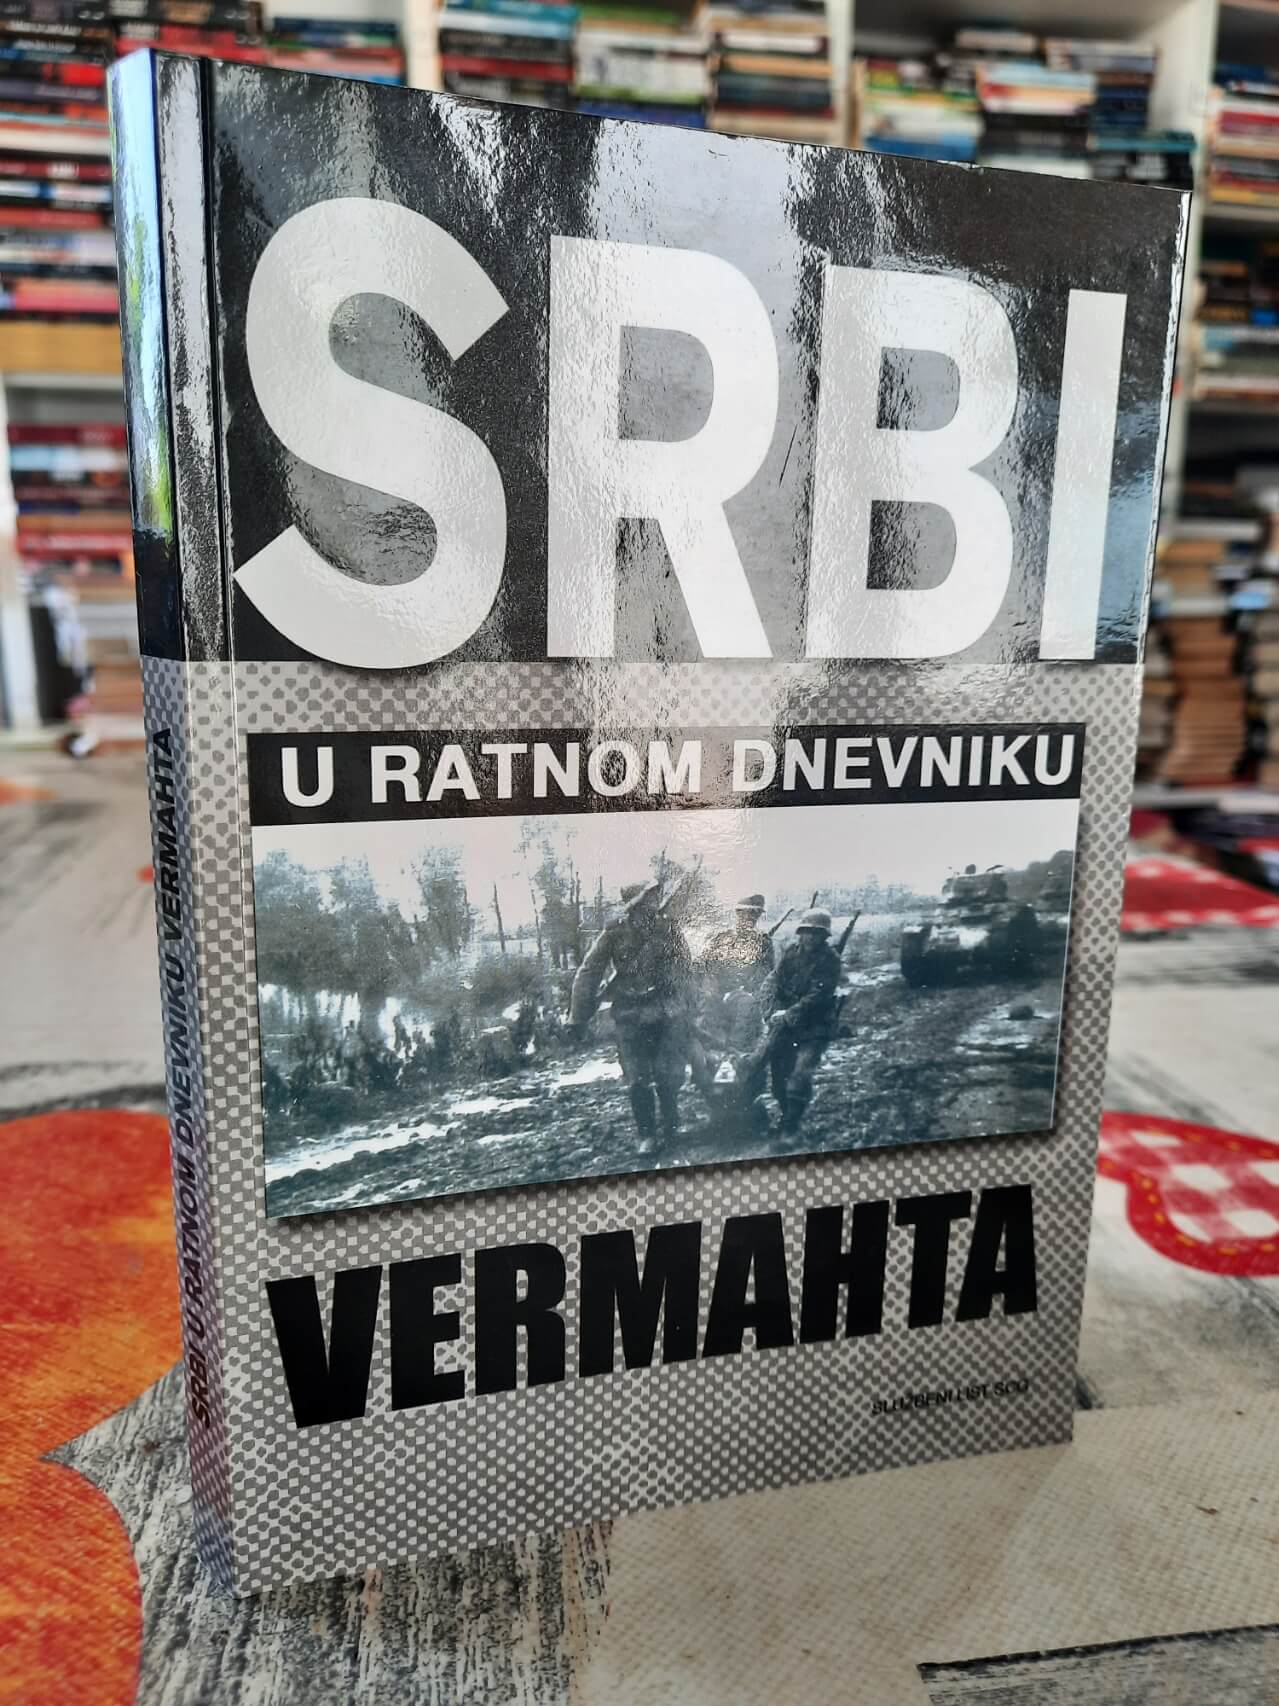 SRBI
U RATNOM DNEVNIKU
VERMAHTA
SLUŽBENI LIST SCG
SRBI U RATNOM DNEVNIKU VERMAHTA